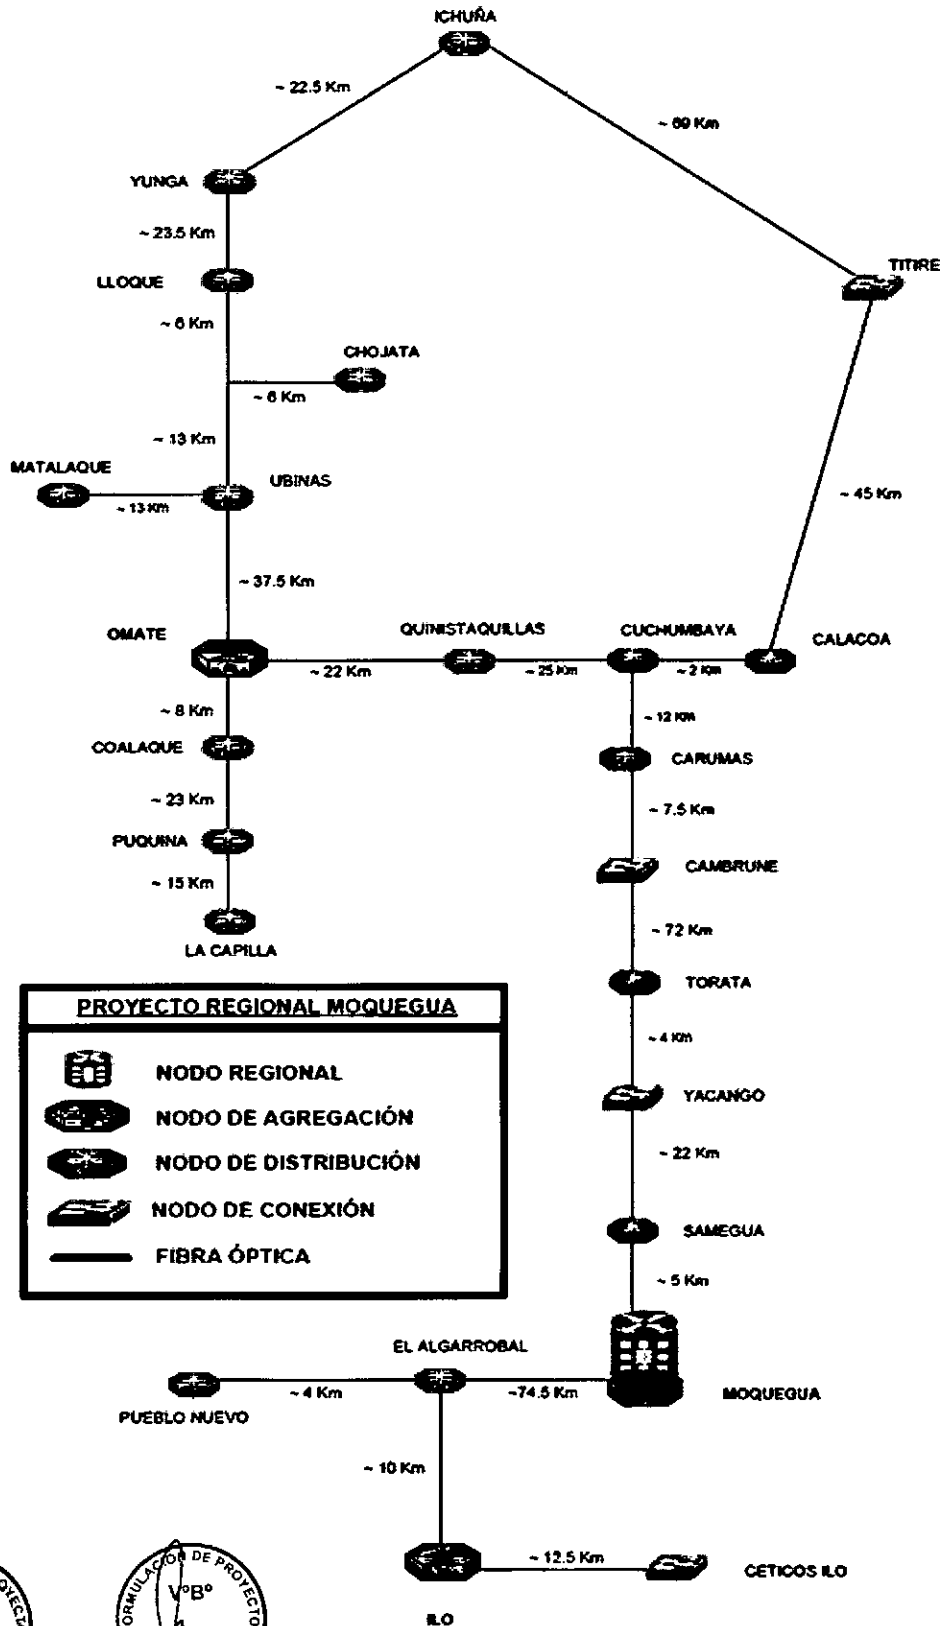 ICHUÑA
~ 22.5 Km
~ 69 Km
YUNGA
~ 23.5 Km
TITIRE
LLOQUE
~ 6 Km
CHOJATA
~ 6 Km
~ 13 Km
MATALAQUE
UBINAS
~ 13 Km
~ 45 Km
~ 37.5 Km
OMATE
QUINISTAQUILLAS
CUCHUMBAYA
CALACOA
~ 22 Km
~ 25 Km
~ 2 Km
~ 8 Km
~ 12 Km
COALAQUE
CARUMAS
~ 23 Km
~ 7.5 Km
PUQUINA
CAMBRUNE
~ 15 Km
~ 72 Km
LA CAPILLA
TORATA
PROYECTO REGIONAL MOQUEGUA
~ 4 Km
NODO REGIONAL
YACANGO
NODO DE AGREGACIÓN
NODO DE DISTRIBUCIÓN
~ 22 Km
NODO DE CONEXIÓN
SAMEGUA
FIBRA ÓPTICA
~ 5 Km
EL ALGARROBAL
~ 4 Km
~74.5 Km
MOQUEGUA
PUEBLO NUEVO
~ 10 Km
~ 12.5 Km
CETICOS ILO
ILO
FORMULACIÓN DE PROYECTO
V°B°